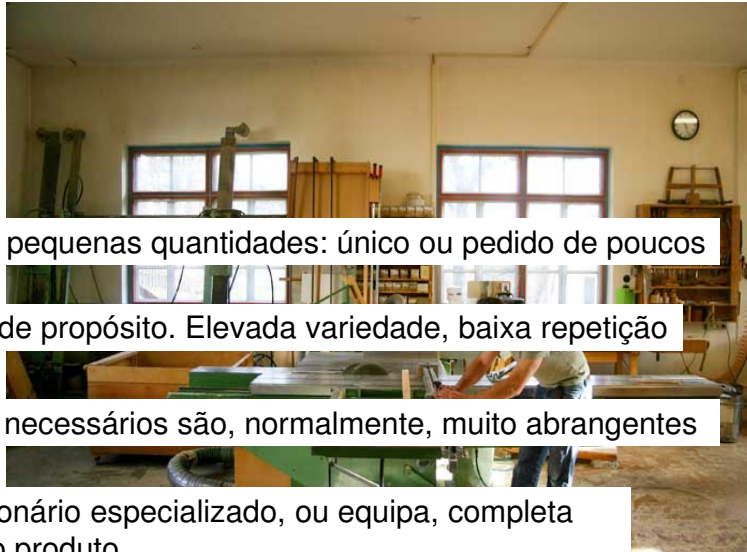 pequenas quantidades: único ou pedido de poucos
de propósito. Elevada variedade, baixa repetição
necessários são, normalmente, muito abrangentes
onário especializado, ou equipa, completa
produto